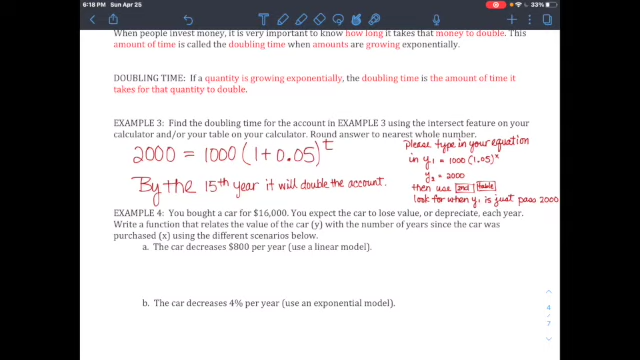 6:18 PM Sun Apr 25
33%
When people invest money, it is very important to know how long it takes that money to double. This
amount of time is called the doubling time when amounts are growing exponentially.
DOUBLING TIME: If a quantity is growing exponentially, the doubling time is the amount of time it
takes for that quantity to double.
EXAMPLE 3: Find the doubling time for the account in EXAMPLE 3 using the intersect feature on your
calculator and/or your table on your calculator. Round answer to nearest whole number.
2000 = 1000 (1 + 0.05)^t
By the 15th year it will double the account.
Please type in your equation
in y1 = 1000 (1.05)^x
y2 = 2000
then use 2nd table
look for when y1 is just pass 2000
EXAMPLE 4: You bought a car for $16,000. You expect the car to lose value, or depreciate, each year.
Write a function that relates the value of the car (y) with the number of years since the car was
purchased (x) using the different scenarios below.
a. The car decreases $800 per year (use a linear model).
b. The car decreases 4% per year (use an exponential model).
4
7